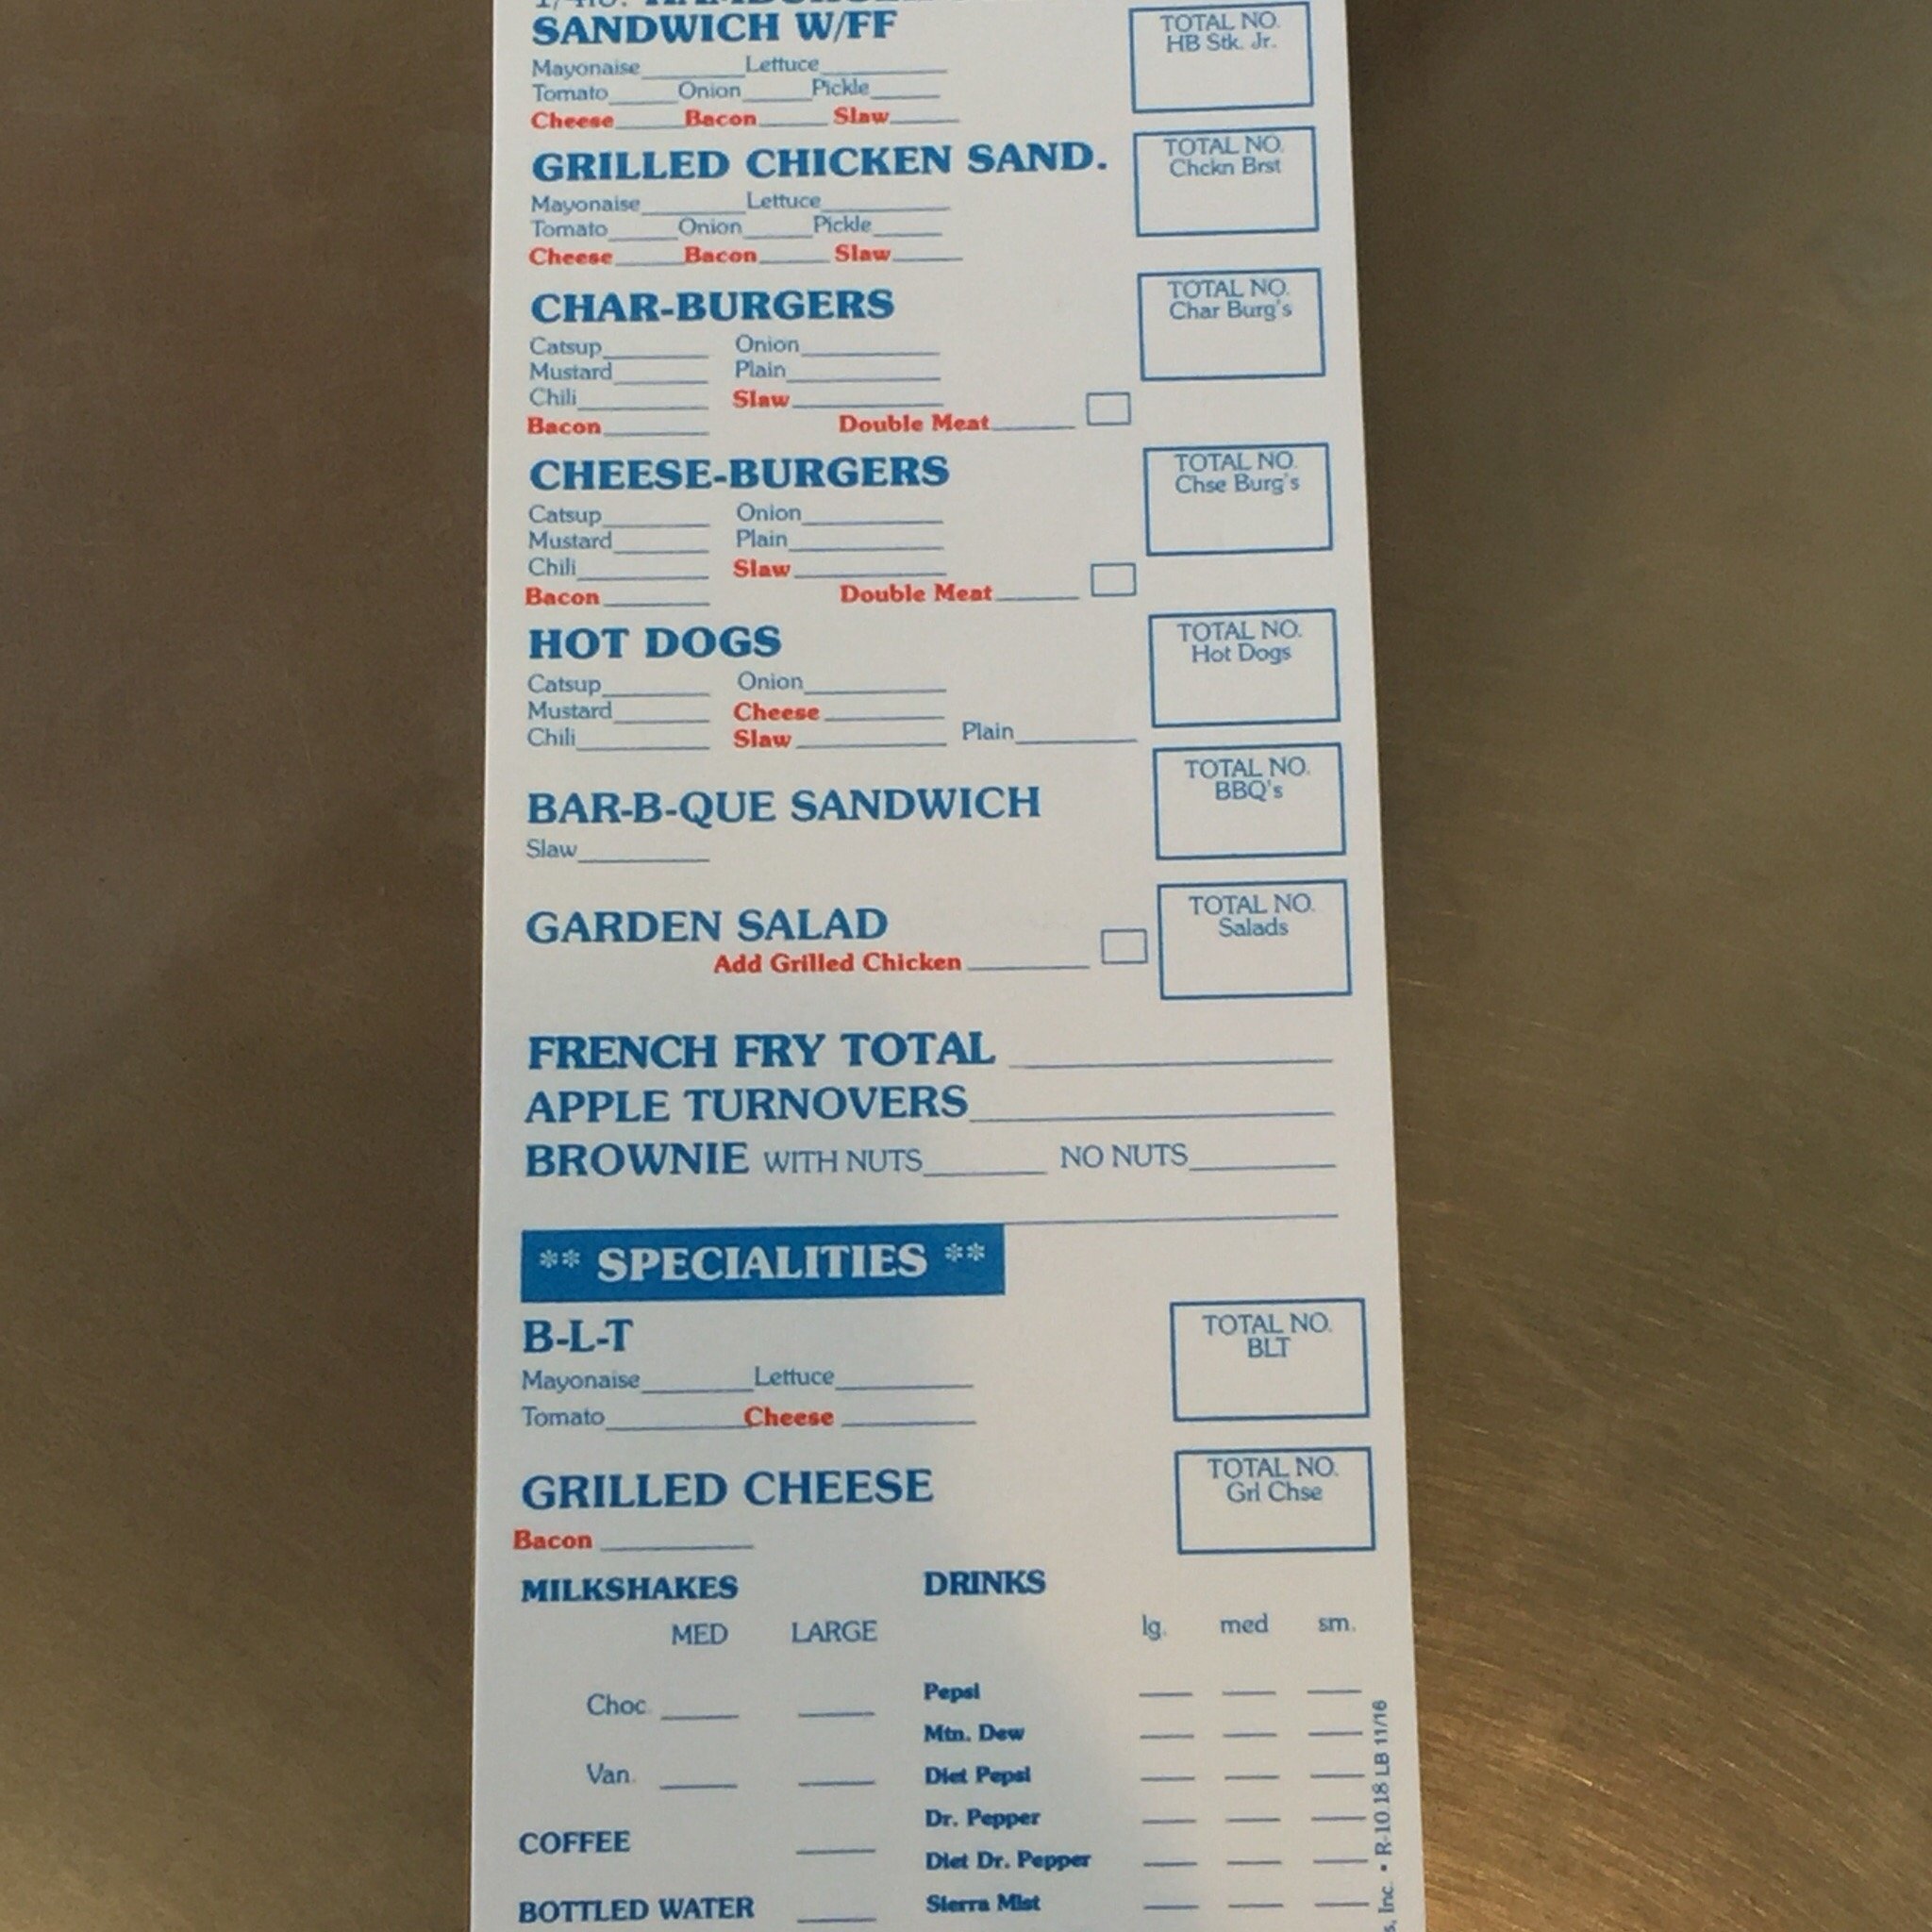 1/4lb. HAMBURGER
SANDWICH W/FF
TOTAL NO.
HB Stk. Jr.
Mayonaise Lettuce
Tomato Onion Pickle
Cheese Bacon Slaw
GRILLED CHICKEN SAND.
TOTAL NO.
Chckn Brst
Mayonaise Lettuce
Tomato Onion Pickle
Cheese Bacon Slaw
CHAR-BURGERS
TOTAL NO.
Char Burg's
Catsup Onion
Mustard Plain
Chili Slaw
Bacon Double Meat
CHEESE-BURGERS
TOTAL NO.
Chse Burg's
Catsup Onion
Mustard Plain
Chili Slaw
Bacon Double Meat
HOT DOGS
TOTAL NO.
Hot Dogs
Catsup Onion
Mustard Cheese
Chili Slaw Plain
BAR-B-QUE SANDWICH
TOTAL NO.
BBQ's
Slaw
GARDEN SALAD
TOTAL NO.
Salads
Add Grilled Chicken
FRENCH FRY TOTAL
APPLE TURNOVERS
BROWNIE WITH NUTS NO NUTS
** SPECIALITIES **
B-L-T
TOTAL NO.
BLT
Mayonaise Lettuce
Tomato Cheese
GRILLED CHEESE
TOTAL NO.
Grl Chse
Bacon
MILKSHAKES
MED LARGE
Choc.
Van.
COFFEE
BOTTLED WATER
DRINKS
lg. med sm.
Pepsi
Mtn. Dew
Diet Pepsi
Dr. Pepper
Diet Dr. Pepper
Sierra Mist
s, Inc. • R-10.18 LB 11/16